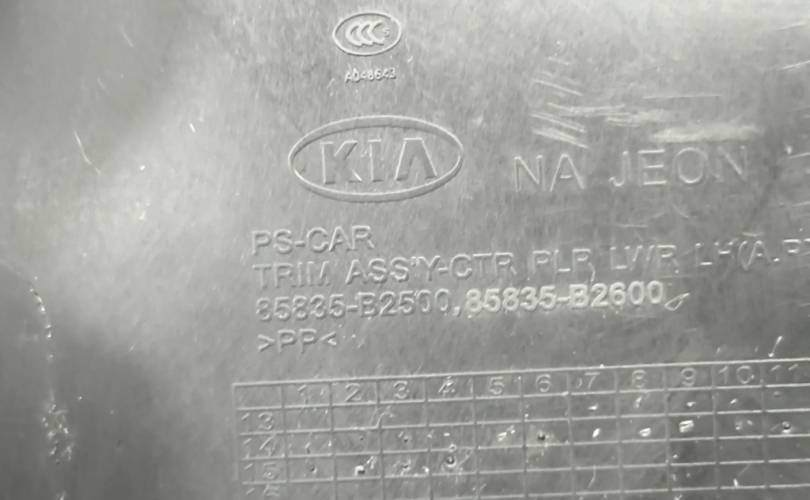 CCC S
A048643
KIA
NA JEON
PS-CAR
TRIM ASS'Y-CTR PLR LWR LH(A.P
85835-B2500,85835-B2600
>PP<
1 2 3 4 5 6 7 8 9 10 11
13
14
15